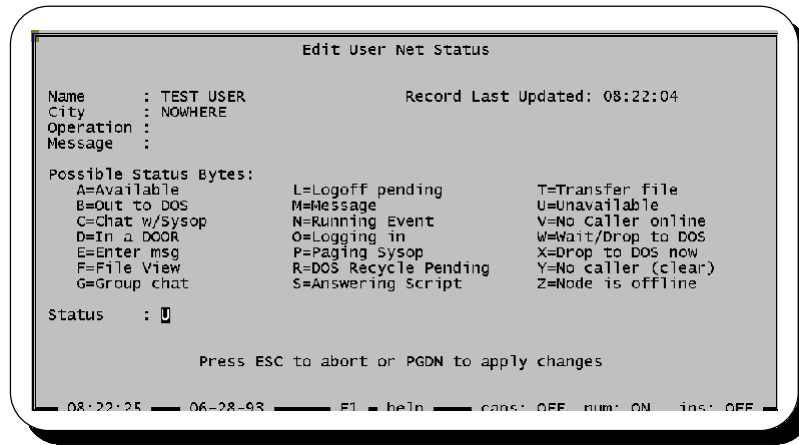 Edit User Net Status
Name : TEST USER Record Last Updated: 08:22:04
City : NOWHERE
Operation :
Message :
Possible Status Bytes:
A=Available L=Logoff pending T=Transfer file
B=Out to DOS M=Message U=Unavailable
C=Chat w/Sysop N=Running Event V=No Caller online
D=In a DOOR O=Logging in W=Wait/Drop to DOS
E=Enter msg P=Paging Sysop X=Drop to DOS now
F=File View R=DOS Recycle Pending Y=No caller (clear)
G=Group chat S=Answering Script Z=Node is offline
Status : U
Press ESC to abort or PGDN to apply changes
08:22:25 06-28-93 F1 = help caps: OFF num: ON ins: OFF